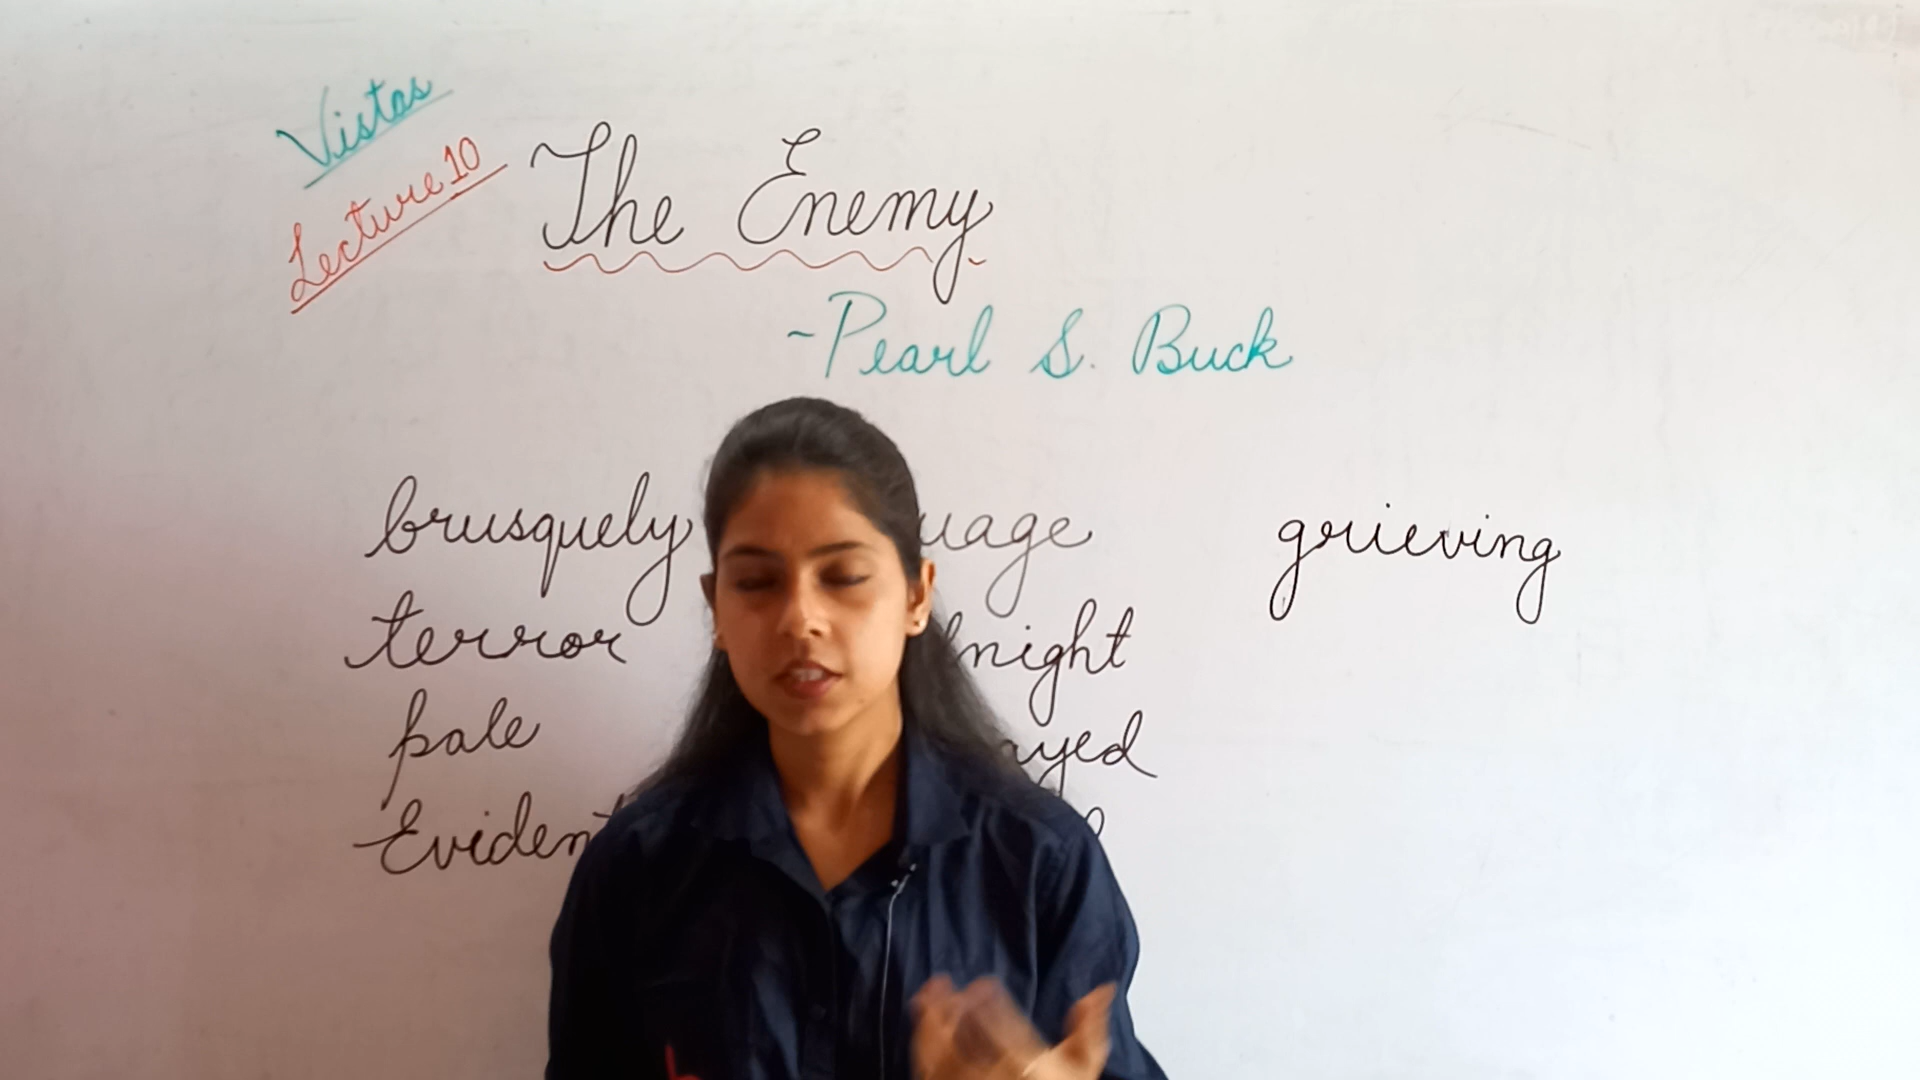 Vistas
Lecture 10
The Enemy
~Pearl S. Buck
brusquely grieving
terror
pale